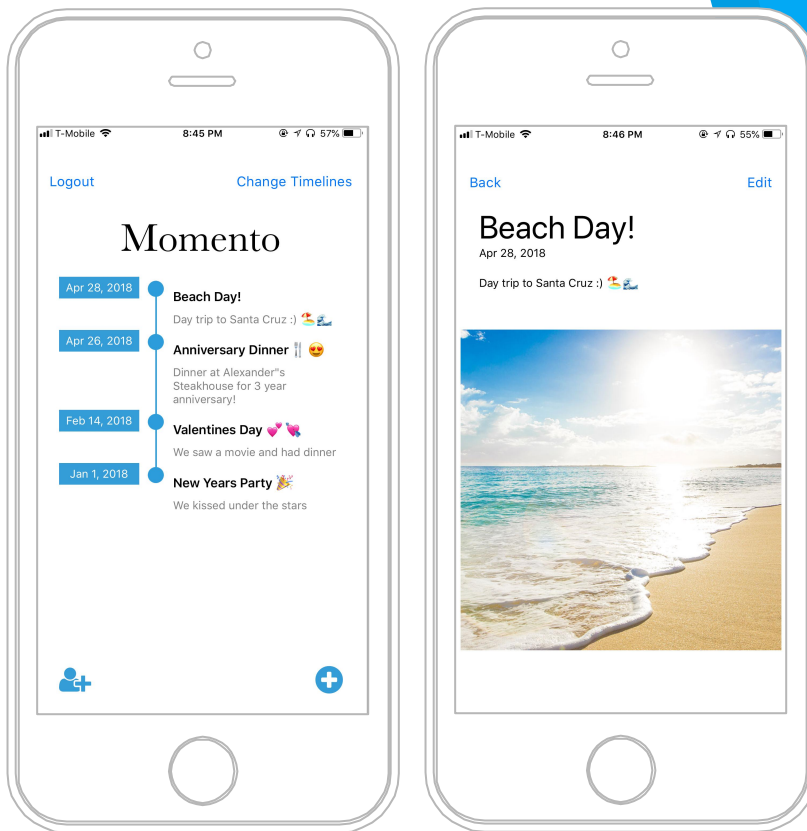 T-Mobile 8:45 PM 57%
Logout Change Timelines
Momento
Apr 28, 2018
Beach Day!
Day trip to Santa Cruz :) 🏖️🌊
Apr 26, 2018
Anniversary Dinner 🍴 😍
Dinner at Alexander"s
Steakhouse for 3 year
anniversary!
Feb 14, 2018
Valentines Day 💕 💘
We saw a movie and had dinner
Jan 1, 2018
New Years Party 🎉
We kissed under the stars
T-Mobile 8:46 PM 55%
Back Edit
Beach Day!
Apr 28, 2018
Day trip to Santa Cruz :) 🏖️🌊